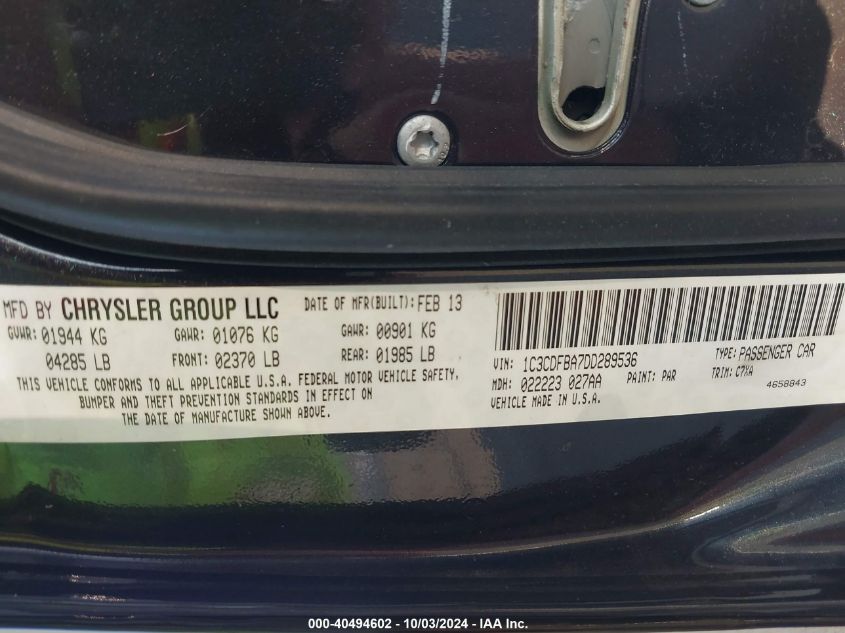 MFD BY CHRYSLER GROUP LLC DATE OF MFR(BUILT): FEB 13
GVWR: 01944 KG GAWR: 01076 KG GAWR: 00901 KG
04285 LB FRONT: 02370 LB REAR: 01985 LB
THIS VEHICLE CONFORMS TO ALL APPLICABLE U.S.A. FEDERAL MOTOR VEHICLE SAFETY,
BUMPER AND THEFT PREVENTION STANDARDS IN EFFECT ON
THE DATE OF MANUFACTURE SHOWN ABOVE.
VIN: 1C3CDFBA7DD289536 TYPE: PASSENGER CAR
MDH: 022223 027AA PAINT: PAR TRIM: C7XA
VEHICLE MADE IN U.S.A. 4658843
000-40494602 - 10/03/2024 - IAA Inc.